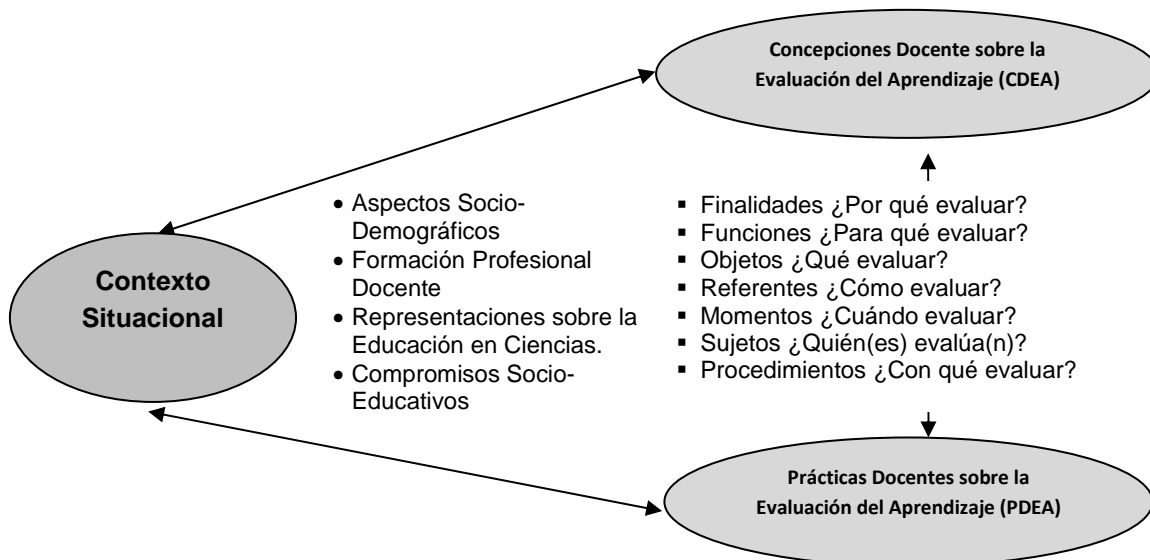 Concepciones Docente sobre la
Evaluación del Aprendizaje (CDEA)
Contexto
Situacional
• Aspectos Socio-
Demográficos
• Formación Profesional
Docente
• Representaciones sobre la
Educación en Ciencias.
• Compromisos Socio-
Educativos
▪ Finalidades ¿Por qué evaluar?
▪ Funciones ¿Para qué evaluar?
▪ Objetos ¿Qué evaluar?
▪ Referentes ¿Cómo evaluar?
▪ Momentos ¿Cuándo evaluar?
▪ Sujetos ¿Quién(es) evalúa(n)?
▪ Procedimientos ¿Con qué evaluar?
Prácticas Docentes sobre la
Evaluación del Aprendizaje (PDEA)